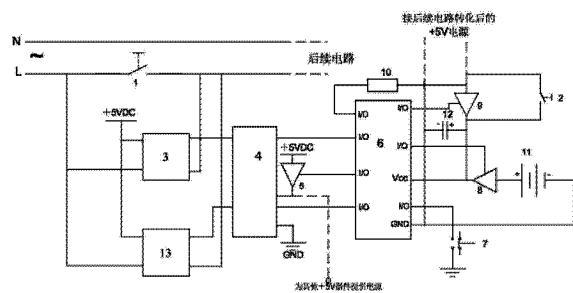 接后续电路转化后的
+5V电源
N
~
L
后续电路
1
10
2
9
12
I/O
I/O
I/O
I/O
+5VDC
+5VDC
3
4
5
6
I/O
I/O
V
I/O
GND
8
11
+
-
-
+
7
13
GND
为其他+5V器件提供电源